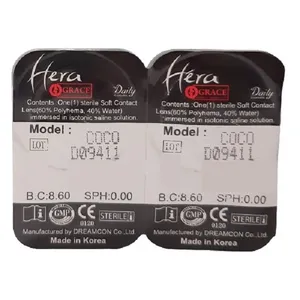 Héra
GRACE
Daily
Contents :One(1) sterile Soft Contact
Lens(60% Polyhema, 40% Water)
immersed in isotonic saline solution.
Model : COCO
LOT D09411
B.C:8.60 SPH:0.00
GMP CE 0120 STERILE
Manufactured by DREAMCON Co.,Ltd.
Made in Korea
Héra
GRACE
Daily
Contents :One(1) sterile Soft Contact
Lens(60% Polyhema, 40% Water)
immersed in isotonic saline solution.
Model : COCO
LOT D09411
B.C:8.60 SPH:0.00
GMP CE 0120 STERILE
Manufactured by DREAMCON Co.,Ltd.
Made in Korea